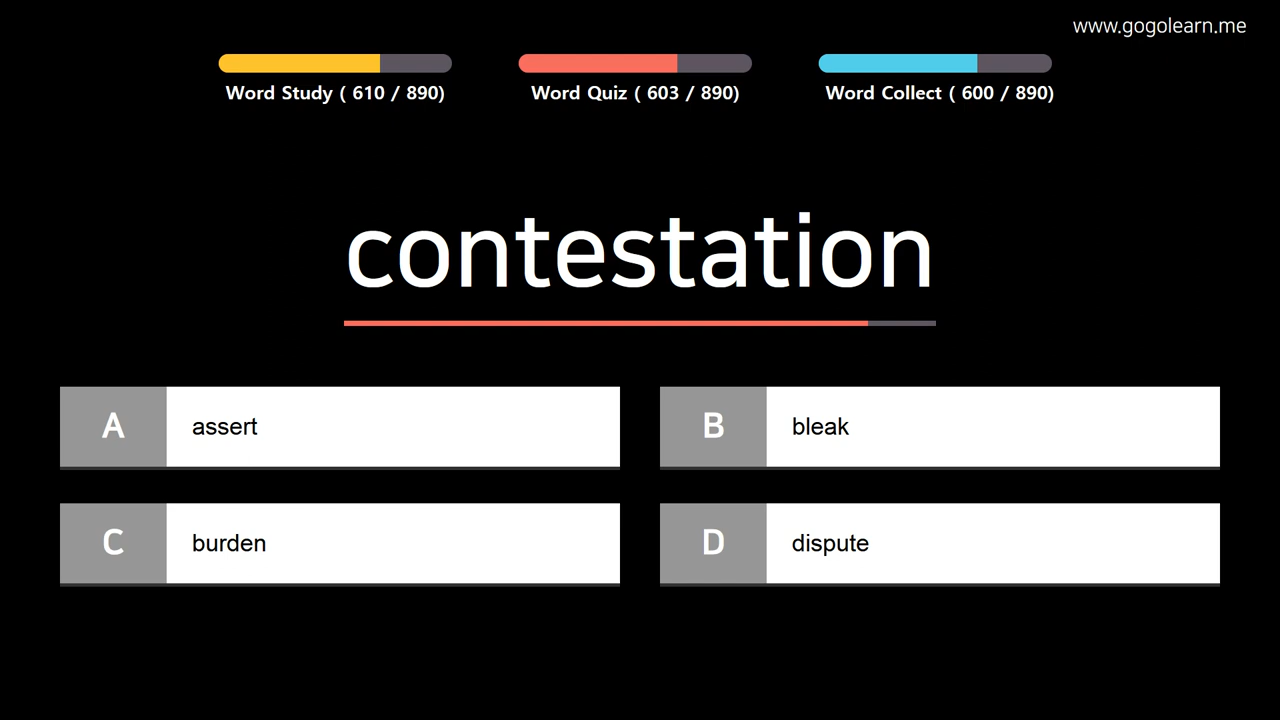 www.gogolearn.me
Word Study ( 610 / 890)
Word Quiz ( 603 / 890)
Word Collect ( 600 / 890)
contestation
A assert
B bleak
C burden
D dispute